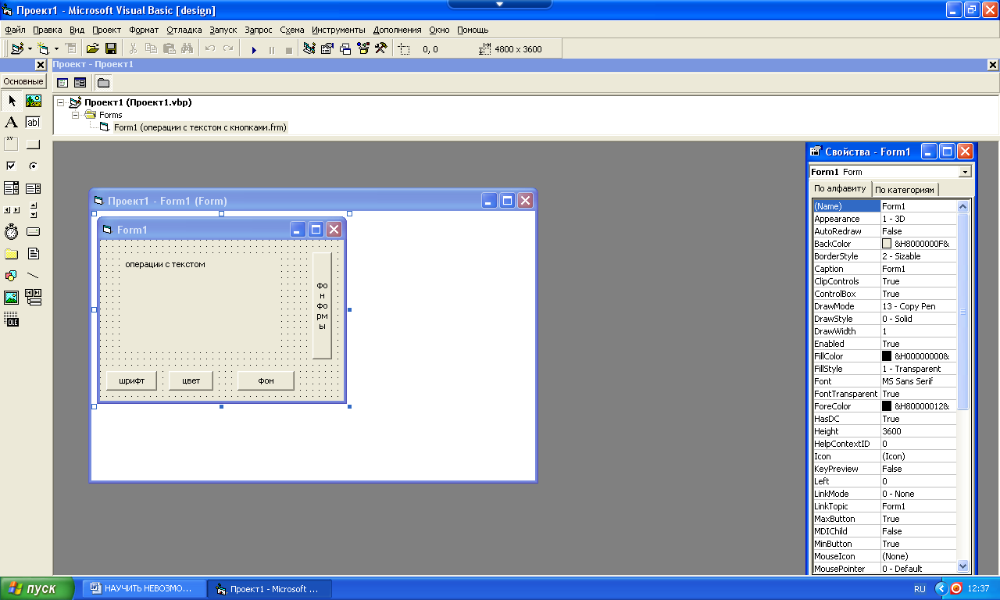 Проект1 - Microsoft Visual Basic [design]
Файл Правка Вид Проект Формат Отладка Запуск Запрос Схема Инструменты Дополнения Окно Помощь
0, 0 4800 x 3600
Проект - Проект1
Основные
Проект1 (Проект1.vbp)
Forms
Form1 (операции с текстом с кнопками.frm)
A ab|
xy
OLE
Проект1 - Form1 (Form)
Form1
операции с текстом
фо
н
фо
рм
ы
шрифт цвет фон
Свойства - Form1
Form1 Form
По алфавиту По категориям
(Name) Form1
Appearance 1 - 3D
AutoRedraw False
BackColor &H8000000F&
BorderStyle 2 - Sizable
Caption Form1
ClipControls True
ControlBox True
DrawMode 13 - Copy Pen
DrawStyle 0 - Solid
DrawWidth 1
Enabled True
FillColor &H00000000&
FillStyle 1 - Transparent
Font MS Sans Serif
FontTransparent True
ForeColor &H80000012&
HasDC True
Height 3600
HelpContextID 0
Icon (Icon)
KeyPreview False
Left 0
LinkMode 0 - None
LinkTopic Form1
MaxButton True
MDIChild False
MinButton True
MouseIcon (None)
MousePointer 0 - Default
пуск НАУЧИТЬ НЕВОЗМО... Проект1 - Microsoft ... RU 12:37